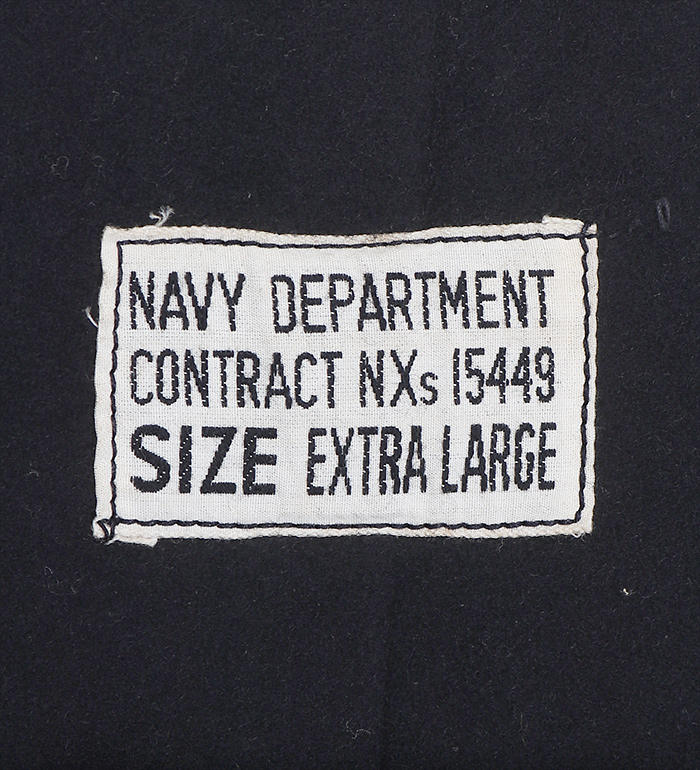 NAVY DEPARTMENT
CONTRACT NXs 15449
SIZE EXTRA LARGE